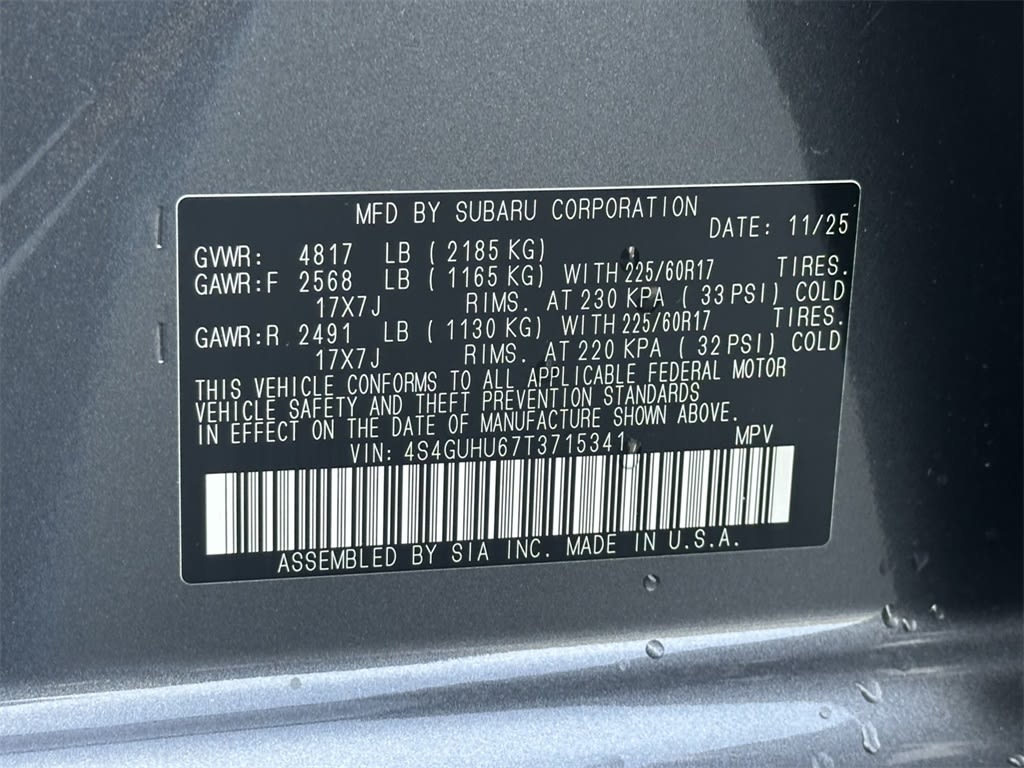 MFD BY SUBARU CORPORATION
DATE: 11/25
GVWR: 4817 LB ( 2185 KG)
GAWR:F 2568 LB ( 1165 KG) WITH 225/60R17 TIRES.
17X7J RIMS. AT 230 KPA ( 33 PSI) COLD
GAWR:R 2491 LB ( 1130 KG) WITH 225/60R17 TIRES.
17X7J RIMS. AT 220 KPA ( 32 PSI) COLD
THIS VEHICLE CONFORMS TO ALL APPLICABLE FEDERAL MOTOR
VEHICLE SAFETY AND THEFT PREVENTION STANDARDS
IN EFFECT ON THE DATE OF MANUFACTURE SHOWN ABOVE.
VIN: 4S4GUHU67T3715341 MPV
ASSEMBLED BY SIA INC. MADE IN U.S.A.